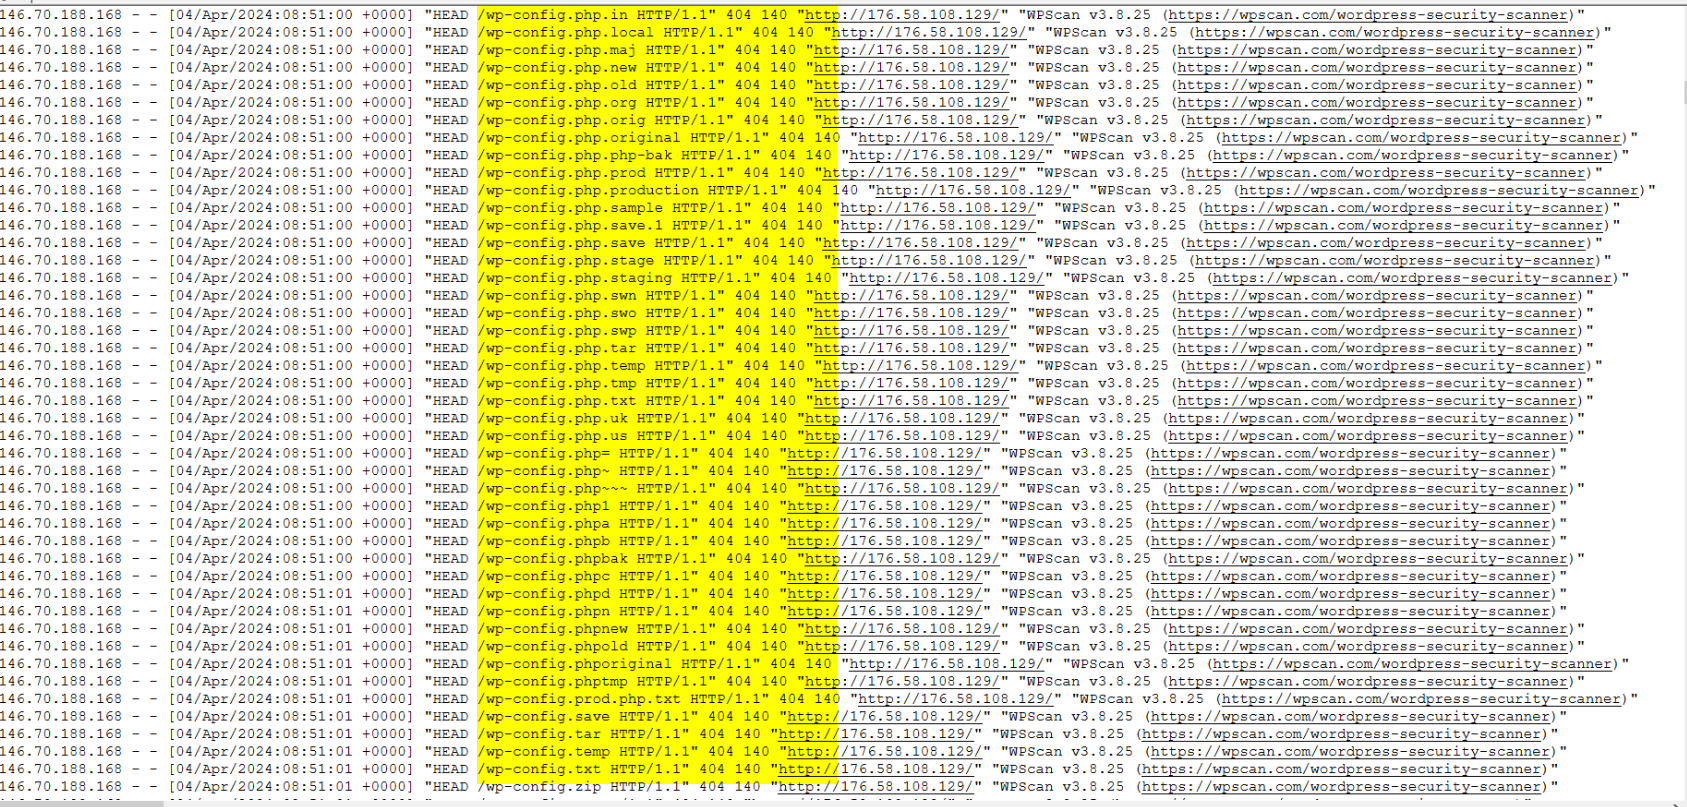 146.70.188.168 - - [04/Apr/2024:08:51:00 +0000] "HEAD /wp-config.php.in HTTP/1.1" 404 140 "http://176.58.108.129/" "WPScan v3.8.25 (https://wpscan.com/wordpress-security-scanner)"
146.70.188.168 - - [04/Apr/2024:08:51:00 +0000] "HEAD /wp-config.php.local HTTP/1.1" 404 140 "http://176.58.108.129/" "WPScan v3.8.25 (https://wpscan.com/wordpress-security-scanner)"
146.70.188.168 - - [04/Apr/2024:08:51:00 +0000] "HEAD /wp-config.php.maj HTTP/1.1" 404 140 "http://176.58.108.129/" "WPScan v3.8.25 (https://wpscan.com/wordpress-security-scanner)"
146.70.188.168 - - [04/Apr/2024:08:51:00 +0000] "HEAD /wp-config.php.new HTTP/1.1" 404 140 "http://176.58.108.129/" "WPScan v3.8.25 (https://wpscan.com/wordpress-security-scanner)"
146.70.188.168 - - [04/Apr/2024:08:51:00 +0000] "HEAD /wp-config.php.old HTTP/1.1" 404 140 "http://176.58.108.129/" "WPScan v3.8.25 (https://wpscan.com/wordpress-security-scanner)"
146.70.188.168 - - [04/Apr/2024:08:51:00 +0000] "HEAD /wp-config.php.org HTTP/1.1" 404 140 "http://176.58.108.129/" "WPScan v3.8.25 (https://wpscan.com/wordpress-security-scanner)"
146.70.188.168 - - [04/Apr/2024:08:51:00 +0000] "HEAD /wp-config.php.orig HTTP/1.1" 404 140 "http://176.58.108.129/" "WPScan v3.8.25 (https://wpscan.com/wordpress-security-scanner)"
146.70.188.168 - - [04/Apr/2024:08:51:00 +0000] "HEAD /wp-config.php.original HTTP/1.1" 404 140 "http://176.58.108.129/" "WPScan v3.8.25 (https://wpscan.com/wordpress-security-scanner)"
146.70.188.168 - - [04/Apr/2024:08:51:00 +0000] "HEAD /wp-config.php.php-bak HTTP/1.1" 404 140 "http://176.58.108.129/" "WPScan v3.8.25 (https://wpscan.com/wordpress-security-scanner)"
146.70.188.168 - - [04/Apr/2024:08:51:00 +0000] "HEAD /wp-config.php.prod HTTP/1.1" 404 140 "http://176.58.108.129/" "WPScan v3.8.25 (https://wpscan.com/wordpress-security-scanner)"
146.70.188.168 - - [04/Apr/2024:08:51:00 +0000] "HEAD /wp-config.php.production HTTP/1.1" 404 140 "http://176.58.108.129/" "WPScan v3.8.25 (https://wpscan.com/wordpress-security-scanner)"
146.70.188.168 - - [04/Apr/2024:08:51:00 +0000] "HEAD /wp-config.php.sample HTTP/1.1" 404 140 "http://176.58.108.129/" "WPScan v3.8.25 (https://wpscan.com/wordpress-security-scanner)"
146.70.188.168 - - [04/Apr/2024:08:51:00 +0000] "HEAD /wp-config.php.save.1 HTTP/1.1" 404 140 "http://176.58.108.129/" "WPScan v3.8.25 (https://wpscan.com/wordpress-security-scanner)"
146.70.188.168 - - [04/Apr/2024:08:51:00 +0000] "HEAD /wp-config.php.save HTTP/1.1" 404 140 "http://176.58.108.129/" "WPScan v3.8.25 (https://wpscan.com/wordpress-security-scanner)"
146.70.188.168 - - [04/Apr/2024:08:51:00 +0000] "HEAD /wp-config.php.stage HTTP/1.1" 404 140 "http://176.58.108.129/" "WPScan v3.8.25 (https://wpscan.com/wordpress-security-scanner)"
146.70.188.168 - - [04/Apr/2024:08:51:00 +0000] "HEAD /wp-config.php.staging HTTP/1.1" 404 140 "http://176.58.108.129/" "WPScan v3.8.25 (https://wpscan.com/wordpress-security-scanner)"
146.70.188.168 - - [04/Apr/2024:08:51:00 +0000] "HEAD /wp-config.php.swn HTTP/1.1" 404 140 "http://176.58.108.129/" "WPScan v3.8.25 (https://wpscan.com/wordpress-security-scanner)"
146.70.188.168 - - [04/Apr/2024:08:51:00 +0000] "HEAD /wp-config.php.swo HTTP/1.1" 404 140 "http://176.58.108.129/" "WPScan v3.8.25 (https://wpscan.com/wordpress-security-scanner)"
146.70.188.168 - - [04/Apr/2024:08:51:00 +0000] "HEAD /wp-config.php.swp HTTP/1.1" 404 140 "http://176.58.108.129/" "WPScan v3.8.25 (https://wpscan.com/wordpress-security-scanner)"
146.70.188.168 - - [04/Apr/2024:08:51:00 +0000] "HEAD /wp-config.php.tar HTTP/1.1" 404 140 "http://176.58.108.129/" "WPScan v3.8.25 (https://wpscan.com/wordpress-security-scanner)"
146.70.188.168 - - [04/Apr/2024:08:51:00 +0000] "HEAD /wp-config.php.temp HTTP/1.1" 404 140 "http://176.58.108.129/" "WPScan v3.8.25 (https://wpscan.com/wordpress-security-scanner)"
146.70.188.168 - - [04/Apr/2024:08:51:00 +0000] "HEAD /wp-config.php.tmp HTTP/1.1" 404 140 "http://176.58.108.129/" "WPScan v3.8.25 (https://wpscan.com/wordpress-security-scanner)"
146.70.188.168 - - [04/Apr/2024:08:51:00 +0000] "HEAD /wp-config.php.txt HTTP/1.1" 404 140 "http://176.58.108.129/" "WPScan v3.8.25 (https://wpscan.com/wordpress-security-scanner)"
146.70.188.168 - - [04/Apr/2024:08:51:00 +0000] "HEAD /wp-config.php.uk HTTP/1.1" 404 140 "http://176.58.108.129/" "WPScan v3.8.25 (https://wpscan.com/wordpress-security-scanner)"
146.70.188.168 - - [04/Apr/2024:08:51:00 +0000] "HEAD /wp-config.php.us HTTP/1.1" 404 140 "http://176.58.108.129/" "WPScan v3.8.25 (https://wpscan.com/wordpress-security-scanner)"
146.70.188.168 - - [04/Apr/2024:08:51:00 +0000] "HEAD /wp-config.php= HTTP/1.1" 404 140 "http://176.58.108.129/" "WPScan v3.8.25 (https://wpscan.com/wordpress-security-scanner)"
146.70.188.168 - - [04/Apr/2024:08:51:00 +0000] "HEAD /wp-config.php~ HTTP/1.1" 404 140 "http://176.58.108.129/" "WPScan v3.8.25 (https://wpscan.com/wordpress-security-scanner)"
146.70.188.168 - - [04/Apr/2024:08:51:00 +0000] "HEAD /wp-config.php~~~ HTTP/1.1" 404 140 "http://176.58.108.129/" "WPScan v3.8.25 (https://wpscan.com/wordpress-security-scanner)"
146.70.188.168 - - [04/Apr/2024:08:51:00 +0000] "HEAD /wp-config.php1 HTTP/1.1" 404 140 "http://176.58.108.129/" "WPScan v3.8.25 (https://wpscan.com/wordpress-security-scanner)"
146.70.188.168 - - [04/Apr/2024:08:51:00 +0000] "HEAD /wp-config.phpa HTTP/1.1" 404 140 "http://176.58.108.129/" "WPScan v3.8.25 (https://wpscan.com/wordpress-security-scanner)"
146.70.188.168 - - [04/Apr/2024:08:51:00 +0000] "HEAD /wp-config.phpb HTTP/1.1" 404 140 "http://176.58.108.129/" "WPScan v3.8.25 (https://wpscan.com/wordpress-security-scanner)"
146.70.188.168 - - [04/Apr/2024:08:51:00 +0000] "HEAD /wp-config.phpbak HTTP/1.1" 404 140 "http://176.58.108.129/" "WPScan v3.8.25 (https://wpscan.com/wordpress-security-scanner)"
146.70.188.168 - - [04/Apr/2024:08:51:00 +0000] "HEAD /wp-config.phpc HTTP/1.1" 404 140 "http://176.58.108.129/" "WPScan v3.8.25 (https://wpscan.com/wordpress-security-scanner)"
146.70.188.168 - - [04/Apr/2024:08:51:01 +0000] "HEAD /wp-config.phpd HTTP/1.1" 404 140 "http://176.58.108.129/" "WPScan v3.8.25 (https://wpscan.com/wordpress-security-scanner)"
146.70.188.168 - - [04/Apr/2024:08:51:01 +0000] "HEAD /wp-config.phpn HTTP/1.1" 404 140 "http://176.58.108.129/" "WPScan v3.8.25 (https://wpscan.com/wordpress-security-scanner)"
146.70.188.168 - - [04/Apr/2024:08:51:01 +0000] "HEAD /wp-config.phpnew HTTP/1.1" 404 140 "http://176.58.108.129/" "WPScan v3.8.25 (https://wpscan.com/wordpress-security-scanner)"
146.70.188.168 - - [04/Apr/2024:08:51:01 +0000] "HEAD /wp-config.phpold HTTP/1.1" 404 140 "http://176.58.108.129/" "WPScan v3.8.25 (https://wpscan.com/wordpress-security-scanner)"
146.70.188.168 - - [04/Apr/2024:08:51:01 +0000] "HEAD /wp-config.phporiginal HTTP/1.1" 404 140 "http://176.58.108.129/" "WPScan v3.8.25 (https://wpscan.com/wordpress-security-scanner)"
146.70.188.168 - - [04/Apr/2024:08:51:01 +0000] "HEAD /wp-config.phptmp HTTP/1.1" 404 140 "http://176.58.108.129/" "WPScan v3.8.25 (https://wpscan.com/wordpress-security-scanner)"
146.70.188.168 - - [04/Apr/2024:08:51:01 +0000] "HEAD /wp-config.prod.php.txt HTTP/1.1" 404 140 "http://176.58.108.129/" "WPScan v3.8.25 (https://wpscan.com/wordpress-security-scanner)"
146.70.188.168 - - [04/Apr/2024:08:51:01 +0000] "HEAD /wp-config.save HTTP/1.1" 404 140 "http://176.58.108.129/" "WPScan v3.8.25 (https://wpscan.com/wordpress-security-scanner)"
146.70.188.168 - - [04/Apr/2024:08:51:01 +0000] "HEAD /wp-config.tar HTTP/1.1" 404 140 "http://176.58.108.129/" "WPScan v3.8.25 (https://wpscan.com/wordpress-security-scanner)"
146.70.188.168 - - [04/Apr/2024:08:51:01 +0000] "HEAD /wp-config.temp HTTP/1.1" 404 140 "http://176.58.108.129/" "WPScan v3.8.25 (https://wpscan.com/wordpress-security-scanner)"
146.70.188.168 - - [04/Apr/2024:08:51:01 +0000] "HEAD /wp-config.txt HTTP/1.1" 404 140 "http://176.58.108.129/" "WPScan v3.8.25 (https://wpscan.com/wordpress-security-scanner)"
146.70.188.168 - - [04/Apr/2024:08:51:01 +0000] "HEAD /wp-config.zip HTTP/1.1" 404 140 "http://176.58.108.129/" "WPScan v3.8.25 (https://wpscan.com/wordpress-security-scanner)"